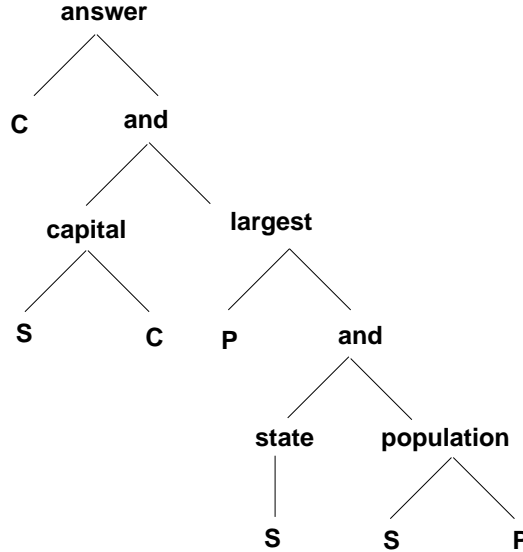 answer
C and
capital largest
S C P and
state population
S S P